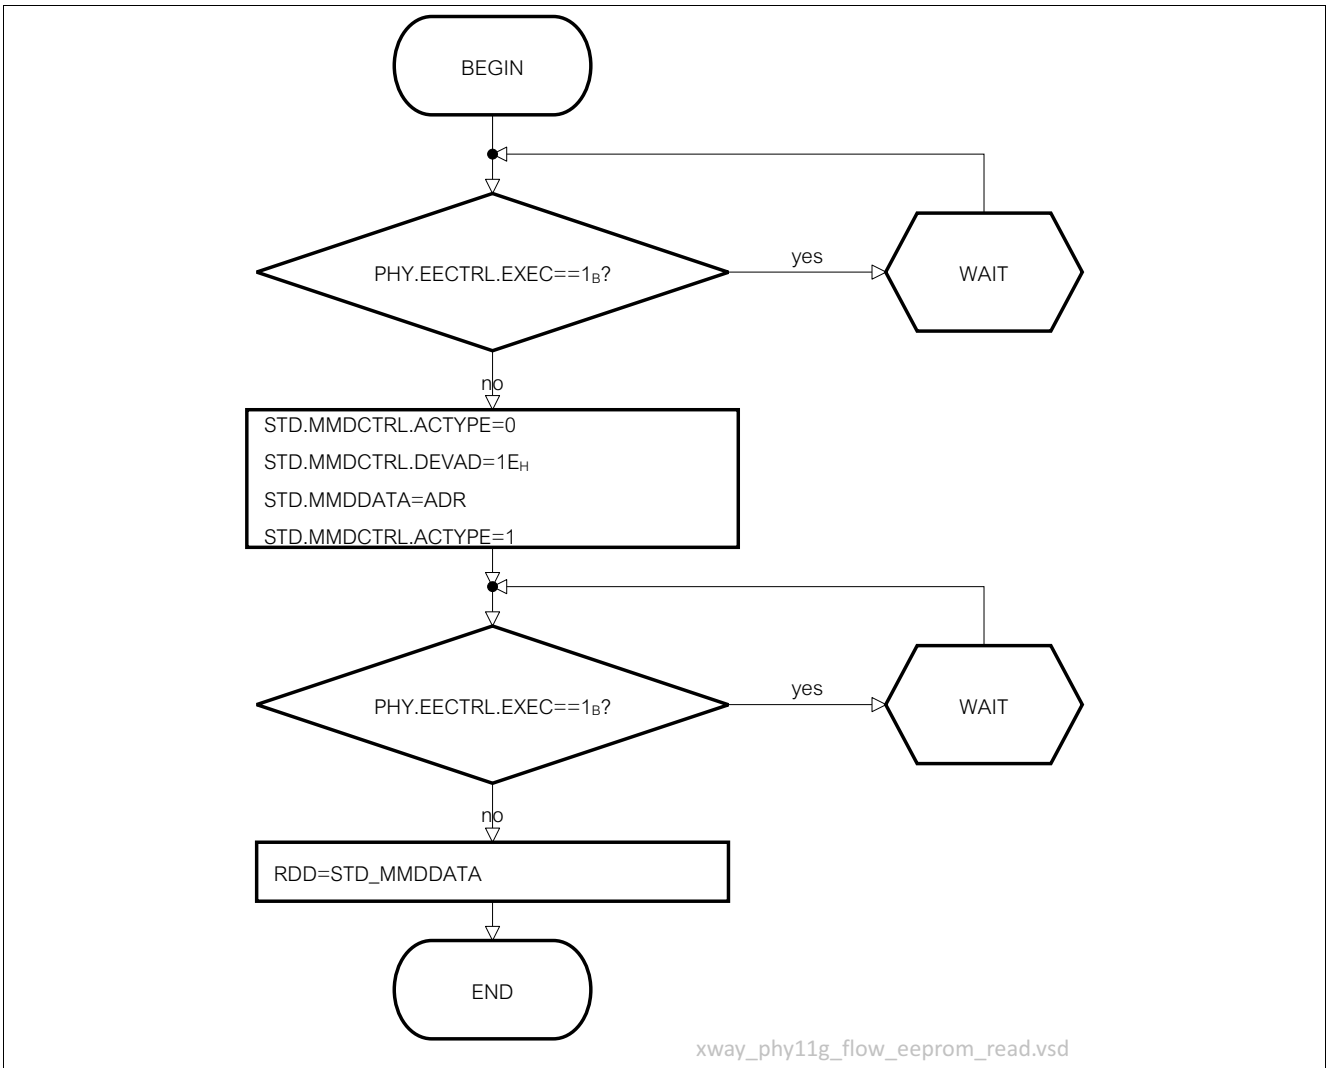 BEGIN
PHY.EECTRL.EXEC==1B?
yes
WAIT
no
STD.MMDCTRL.ACTYPE=0
STD.MMDCTRL.DEVAD=1EH
STD.MMDDATA=ADR
STD.MMDCTRL.ACTYPE=1
PHY.EECTRL.EXEC==1B?
yes
WAIT
no
RDD=STD_MMDDATA
END
xway_phy11g_flow_eeprom_read.vsd